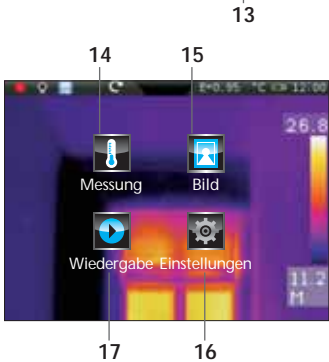 13
14 15
E=0.95 °C 12:00
26.8
Messung Bild
Wiedergabe Einstellungen
11.2
M
17 16